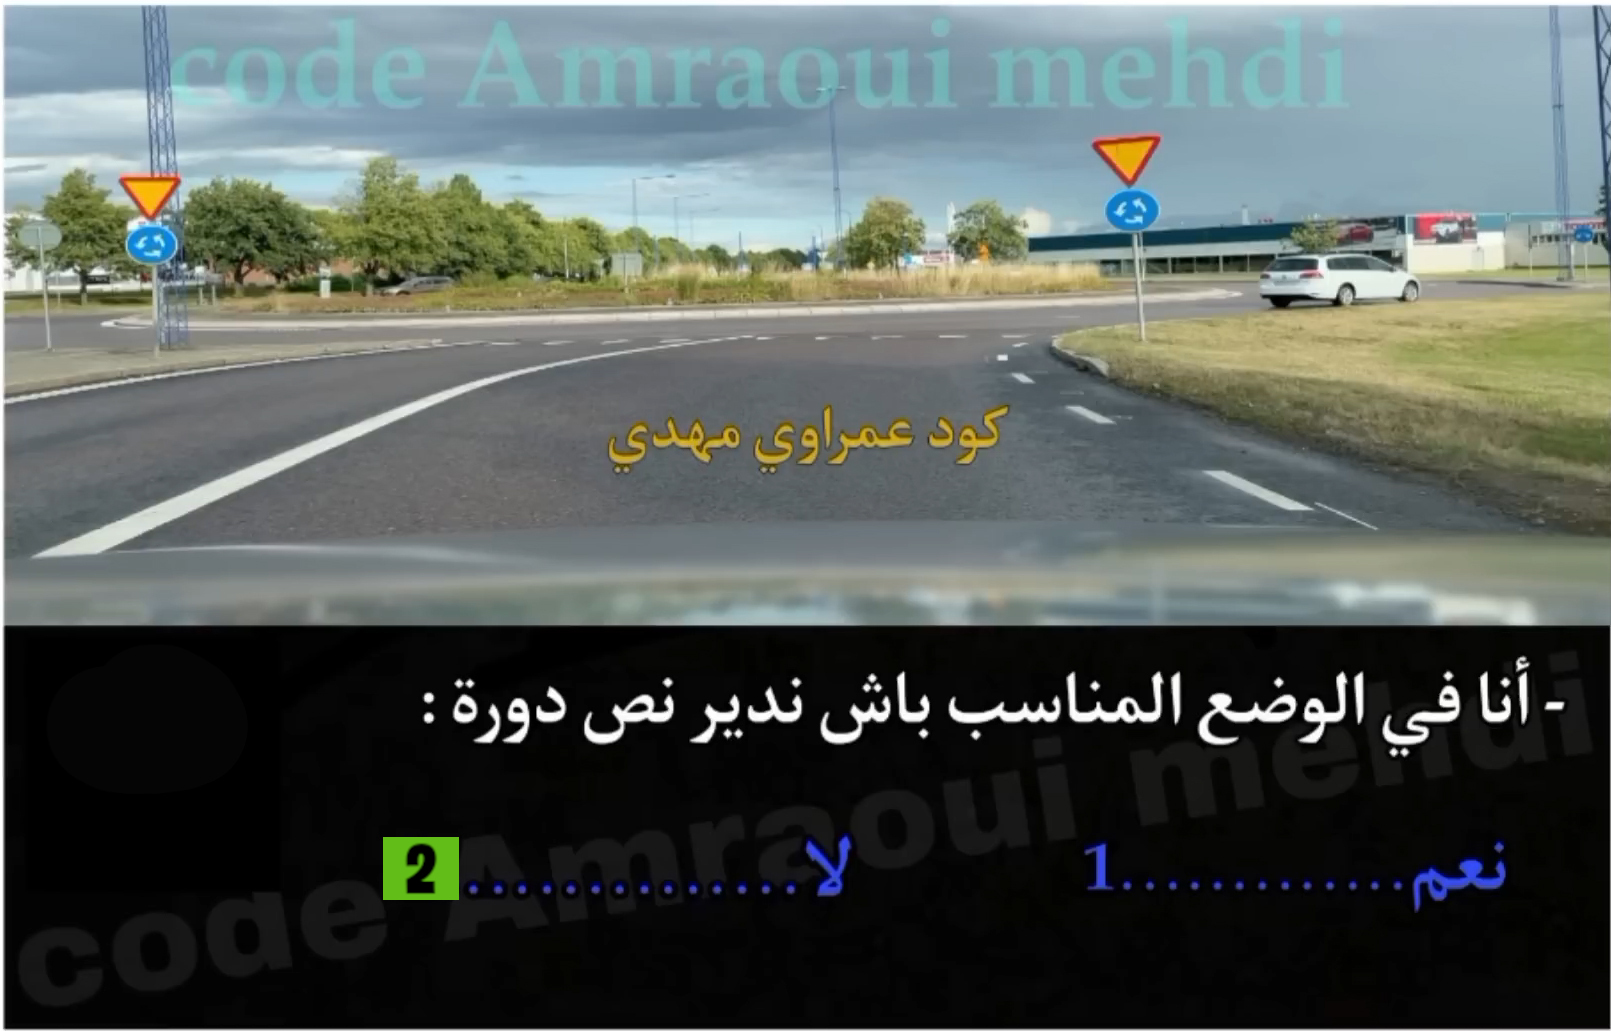 code Amraoui mehdi
كود عمراوي مهدي
- أنا في الوضع المناسب باش ندير نص دورة :
نعم.............1 لا..............2
code Amraoui mehdi